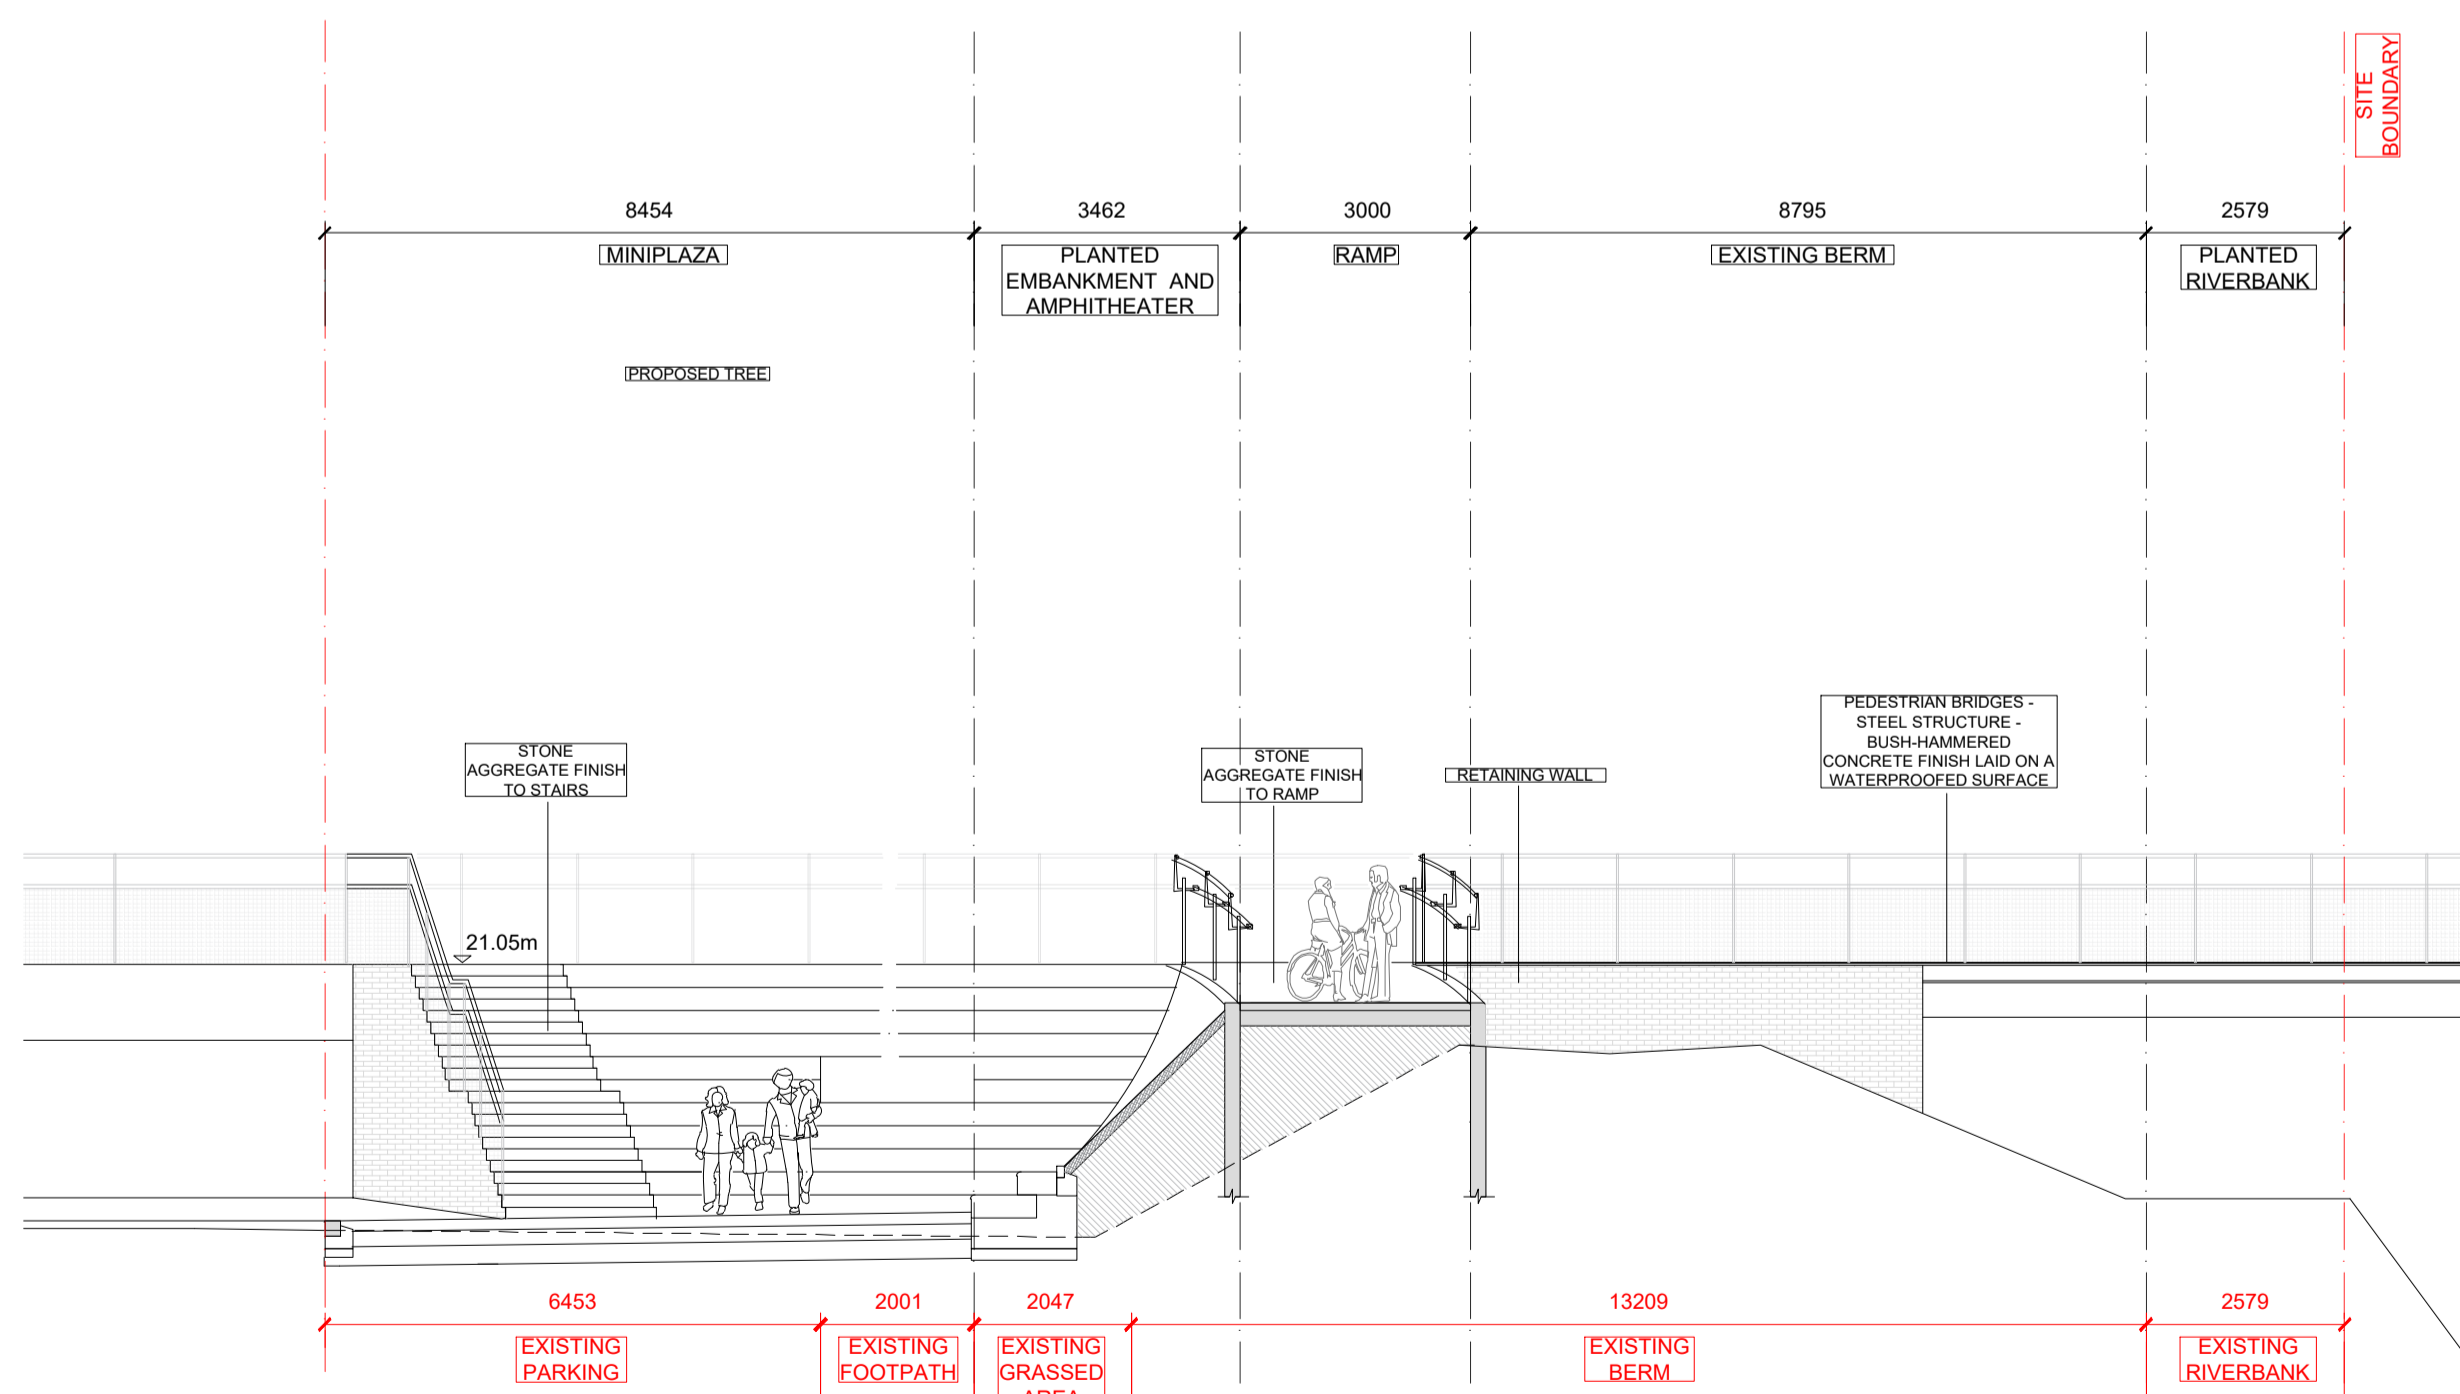 SITE
BOUNDARY
8454
3462
3000
8795
2579
MINIPLAZA
PLANTED
EMBANKMENT AND
AMPHITHEATER
RAMP
EXISTING BERM
PLANTED
RIVERBANK
PROPOSED TREE
STONE
AGGREGATE FINISH
TO STAIRS
STONE
AGGREGATE FINISH
TO RAMP
RETAINING WALL
PEDESTRIAN BRIDGES -
STEEL STRUCTURE -
BUSH-HAMMERED
CONCRETE FINISH LAID ON A
WATERPROOFED SURFACE
21.05m
6453
2001
2047
13209
2579
EXISTING
PARKING
EXISTING
FOOTPATH
EXISTING
GRASSED
AREA
EXISTING
BERM
EXISTING
RIVERBANK